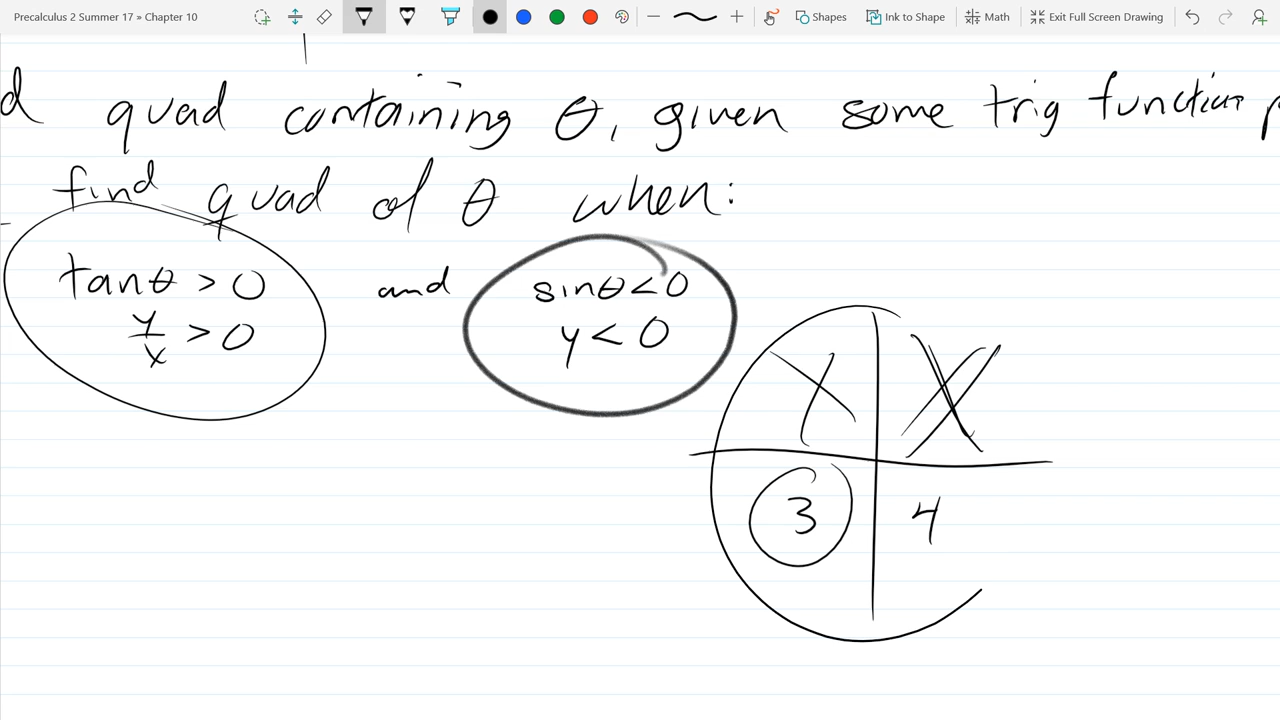 Precalculus 2 Summer 17 » Chapter 10 Shapes Ink to Shape Math Exit Full Screen Drawing
d quad containing θ, given some trig function
find quad of θ when:
tanθ > 0 and sinθ < 0
y/x > 0 y < 0
3 4